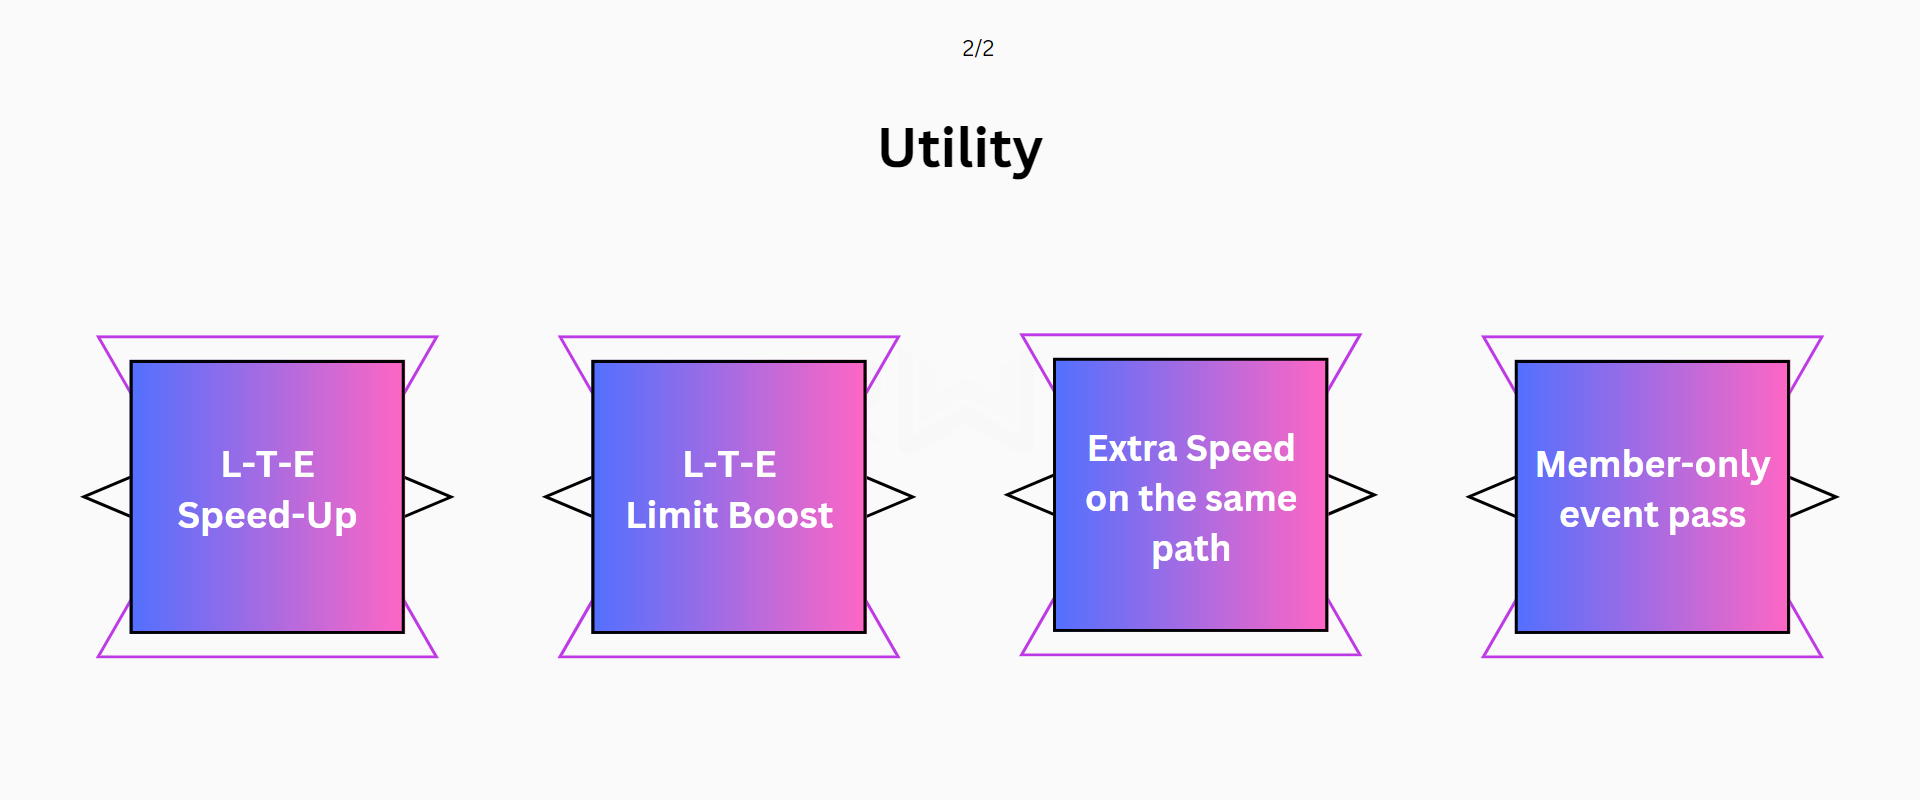 2/2
Utility
L-T-E
Speed-Up
L-T-E
Limit Boost
Extra Speed
on the same
path
Member-only
event pass